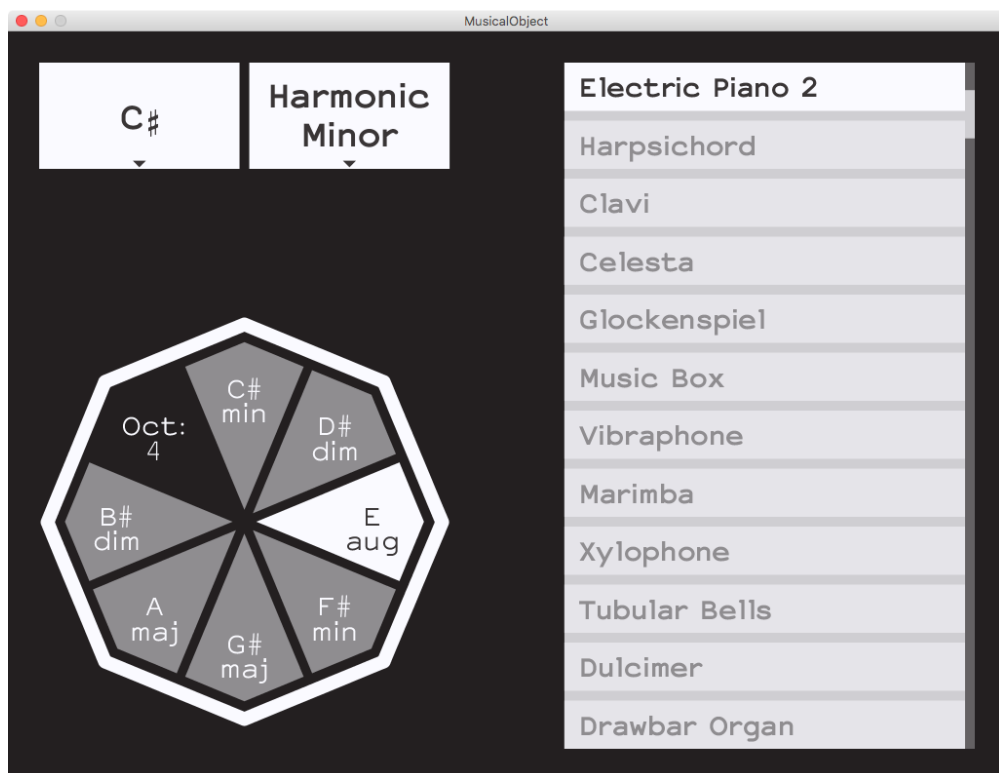 MusicalObject
C♯
Harmonic
Minor
Electric Piano 2
Harpsichord
Clavi
Celesta
Glockenspiel
Music Box
Vibraphone
Marimba
Xylophone
Tubular Bells
Dulcimer
Drawbar Organ
C#
min
D#
dim
E
aug
F#
min
G#
maj
A
maj
B#
dim
Oct:
4